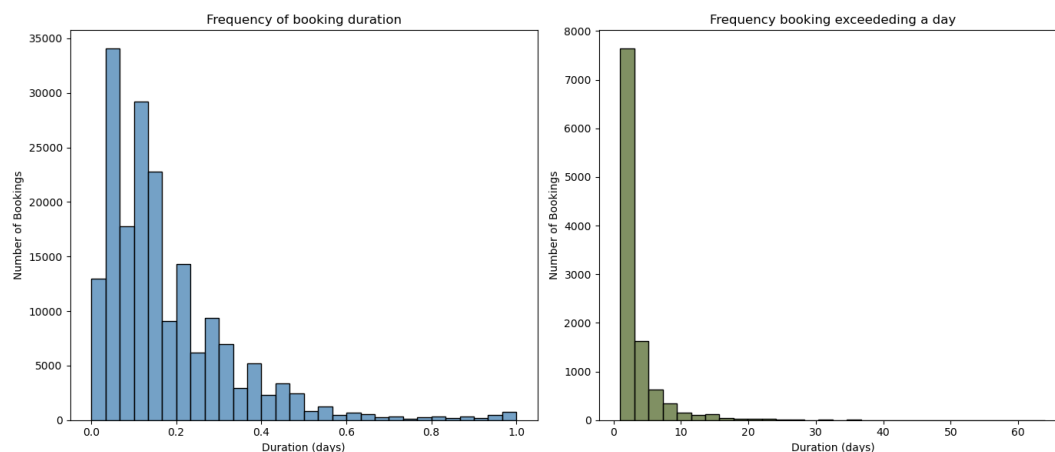 Frequency of booking duration
Number of Bookings
35000
30000
25000
20000
15000
10000
5000
0
0.0 0.2 0.4 0.6 0.8 1.0
Duration (days)
Frequency booking exceededing a day
Number of Bookings
8000
7000
6000
5000
4000
3000
2000
1000
0
0 10 20 30 40 50 60
Duration (days)